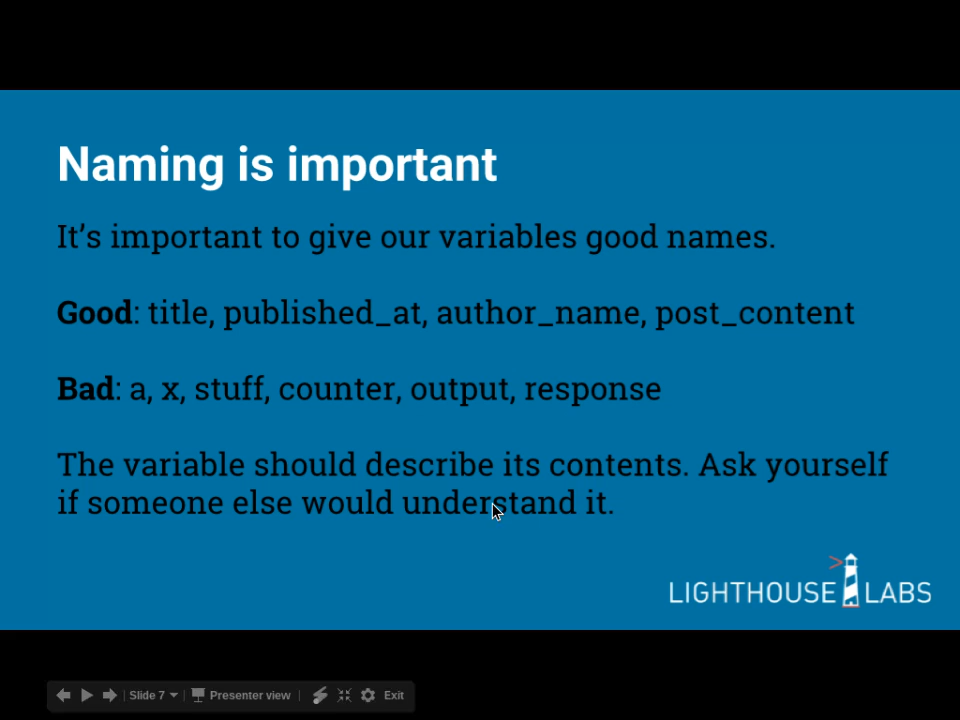 Naming is important
It's important to give our variables good names.
Good: title, published_at, author_name, post_content
Bad: a, x, stuff, counter, output, response
The variable should describe its contents. Ask yourself
if someone else would understand it.
LIGHTHOUSE LABS
Slide 7 Presenter view Exit